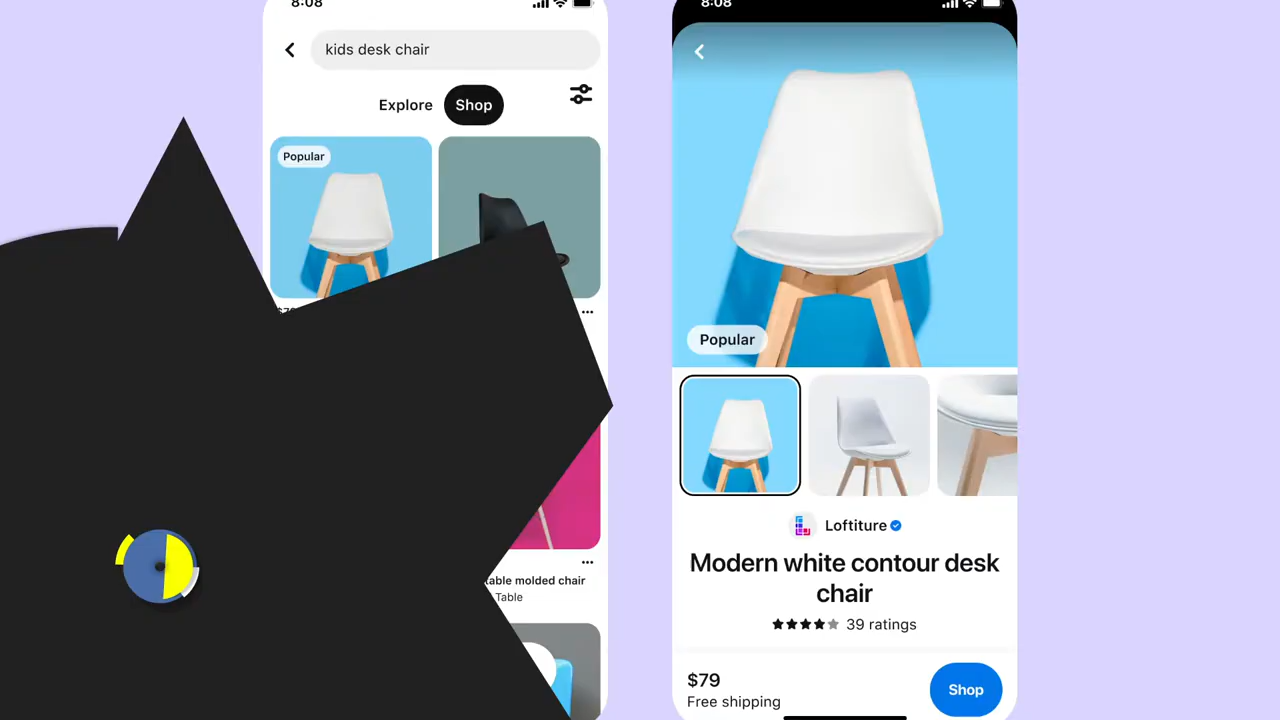 8:08
kids desk chair
Explore
Shop
Popular
table molded chair
Table
8:08
Popular
Loftiture
Modern white contour desk
chair
39 ratings
$79
Free shipping
Shop